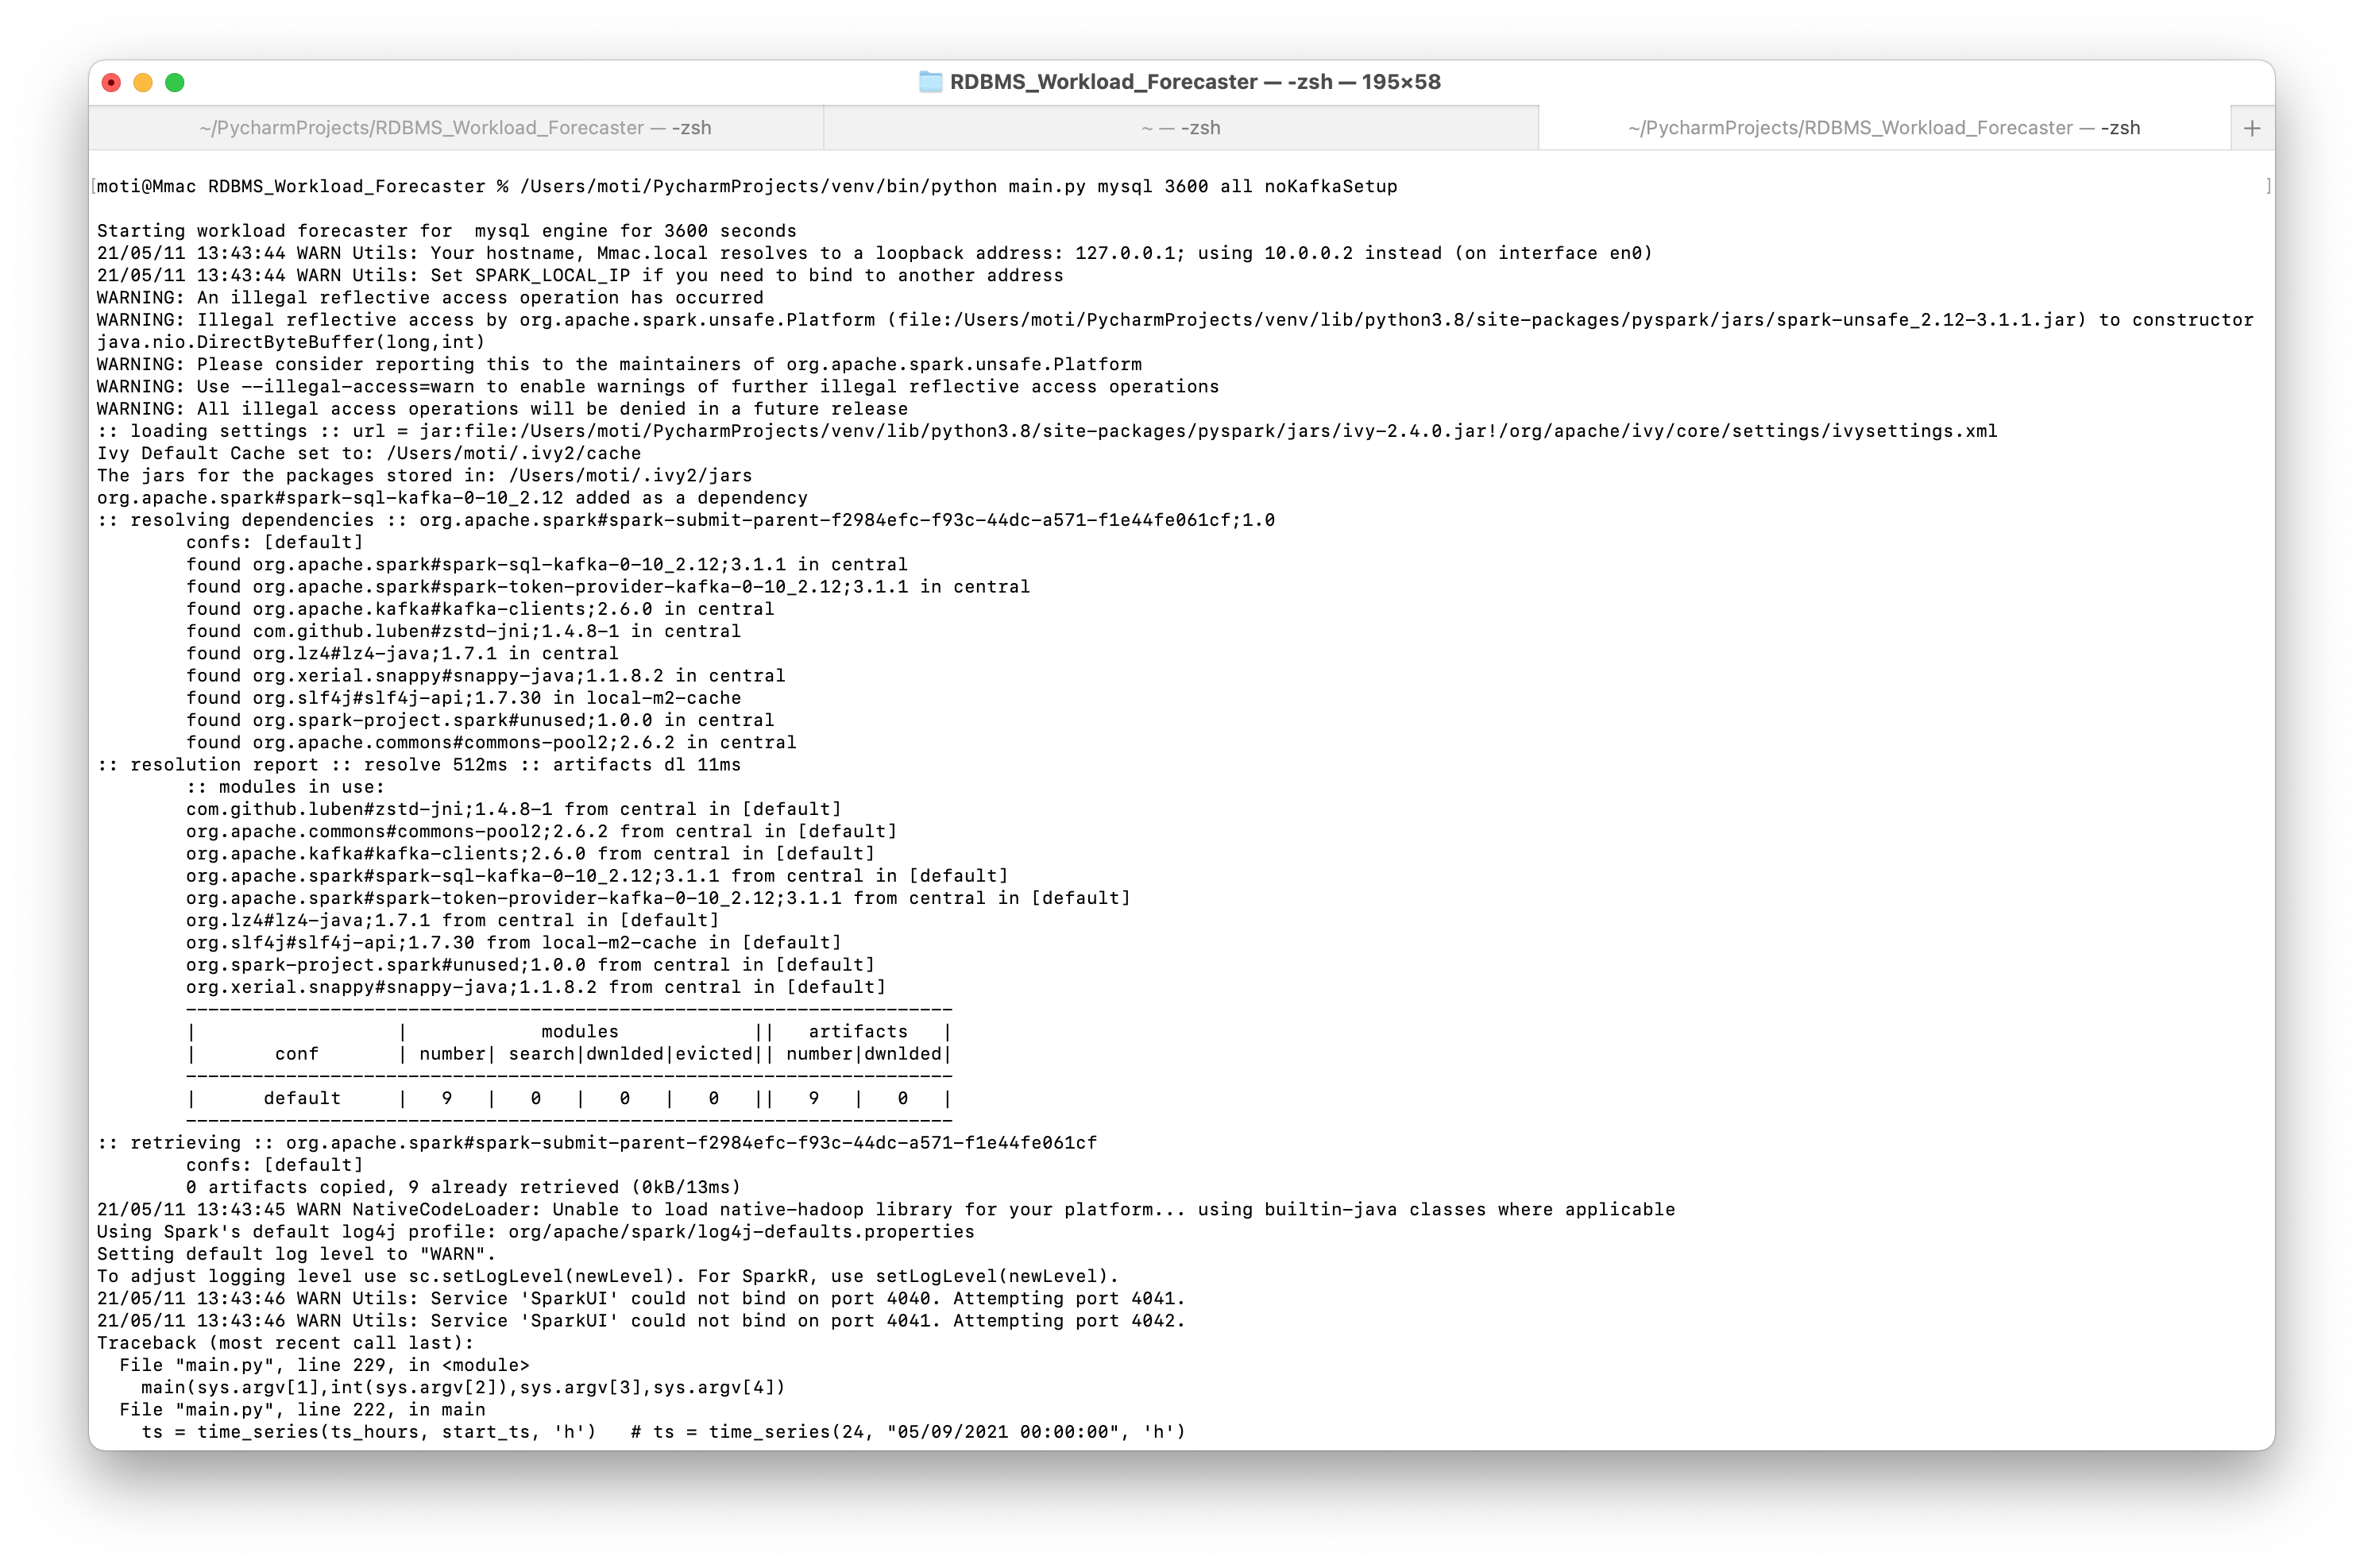 RDBMS_Workload_Forecaster — -zsh — 195×58
~/PycharmProjects/RDBMS_Workload_Forecaster — -zsh
~ — -zsh
~/PycharmProjects/RDBMS_Workload_Forecaster — -zsh
+
[moti@Mmac RDBMS_Workload_Forecaster % /Users/moti/PycharmProjects/venv/bin/python main.py mysql 3600 all noKafkaSetup ]
Starting workload forecaster for  mysql engine for 3600 seconds
21/05/11 13:43:44 WARN Utils: Your hostname, Mmac.local resolves to a loopback address: 127.0.0.1; using 10.0.0.2 instead (on interface en0)
21/05/11 13:43:44 WARN Utils: Set SPARK_LOCAL_IP if you need to bind to another address
WARNING: An illegal reflective access operation has occurred
WARNING: Illegal reflective access by org.apache.spark.unsafe.Platform (file:/Users/moti/PycharmProjects/venv/lib/python3.8/site-packages/pyspark/jars/spark-unsafe_2.12-3.1.1.jar) to constructor
java.nio.DirectByteBuffer(long,int)
WARNING: Please consider reporting this to the maintainers of org.apache.spark.unsafe.Platform
WARNING: Use --illegal-access=warn to enable warnings of further illegal reflective access operations
WARNING: All illegal access operations will be denied in a future release
:: loading settings :: url = jar:file:/Users/moti/PycharmProjects/venv/lib/python3.8/site-packages/pyspark/jars/ivy-2.4.0.jar!/org/apache/ivy/core/settings/ivysettings.xml
Ivy Default Cache set to: /Users/moti/.ivy2/cache
The jars for the packages stored in: /Users/moti/.ivy2/jars
org.apache.spark#spark-sql-kafka-0-10_2.12 added as a dependency
:: resolving dependencies :: org.apache.spark#spark-submit-parent-f2984efc-f93c-44dc-a571-f1e44fe061cf;1.0
        confs: [default]
        found org.apache.spark#spark-sql-kafka-0-10_2.12;3.1.1 in central
        found org.apache.spark#spark-token-provider-kafka-0-10_2.12;3.1.1 in central
        found org.apache.kafka#kafka-clients;2.6.0 in central
        found com.github.luben#zstd-jni;1.4.8-1 in central
        found org.lz4#lz4-java;1.7.1 in central
        found org.xerial.snappy#snappy-java;1.1.8.2 in central
        found org.slf4j#slf4j-api;1.7.30 in local-m2-cache
        found org.spark-project.spark#unused;1.0.0 in central
        found org.apache.commons#commons-pool2;2.6.2 in central
:: resolution report :: resolve 512ms :: artifacts dl 11ms
        :: modules in use:
        com.github.luben#zstd-jni;1.4.8-1 from central in [default]
        org.apache.commons#commons-pool2;2.6.2 from central in [default]
        org.apache.kafka#kafka-clients;2.6.0 from central in [default]
        org.apache.spark#spark-sql-kafka-0-10_2.12;3.1.1 from central in [default]
        org.apache.spark#spark-token-provider-kafka-0-10_2.12;3.1.1 from central in [default]
        org.lz4#lz4-java;1.7.1 from central in [default]
        org.slf4j#slf4j-api;1.7.30 from local-m2-cache in [default]
        org.spark-project.spark#unused;1.0.0 from central in [default]
        org.xerial.snappy#snappy-java;1.1.8.2 from central in [default]
        ---------------------------------------------------------------------
        |                  |            modules            ||   artifacts   |
        |       conf       | number| search|dwnlded|evicted|| number|dwnlded|
        ---------------------------------------------------------------------
        |      default     |   9   |   0   |   0   |   0   ||   9   |   0   |
        ---------------------------------------------------------------------
:: retrieving :: org.apache.spark#spark-submit-parent-f2984efc-f93c-44dc-a571-f1e44fe061cf
        confs: [default]
        0 artifacts copied, 9 already retrieved (0kB/13ms)
21/05/11 13:43:45 WARN NativeCodeLoader: Unable to load native-hadoop library for your platform... using builtin-java classes where applicable
Using Spark's default log4j profile: org/apache/spark/log4j-defaults.properties
Setting default log level to "WARN".
To adjust logging level use sc.setLogLevel(newLevel). For SparkR, use setLogLevel(newLevel).
21/05/11 13:43:46 WARN Utils: Service 'SparkUI' could not bind on port 4040. Attempting port 4041.
21/05/11 13:43:46 WARN Utils: Service 'SparkUI' could not bind on port 4041. Attempting port 4042.
Traceback (most recent call last):
  File "main.py", line 229, in <module>
    main(sys.argv[1],int(sys.argv[2]),sys.argv[3],sys.argv[4])
  File "main.py", line 222, in main
    ts = time_series(ts_hours, start_ts, 'h')   # ts = time_series(24, "05/09/2021 00:00:00", 'h')